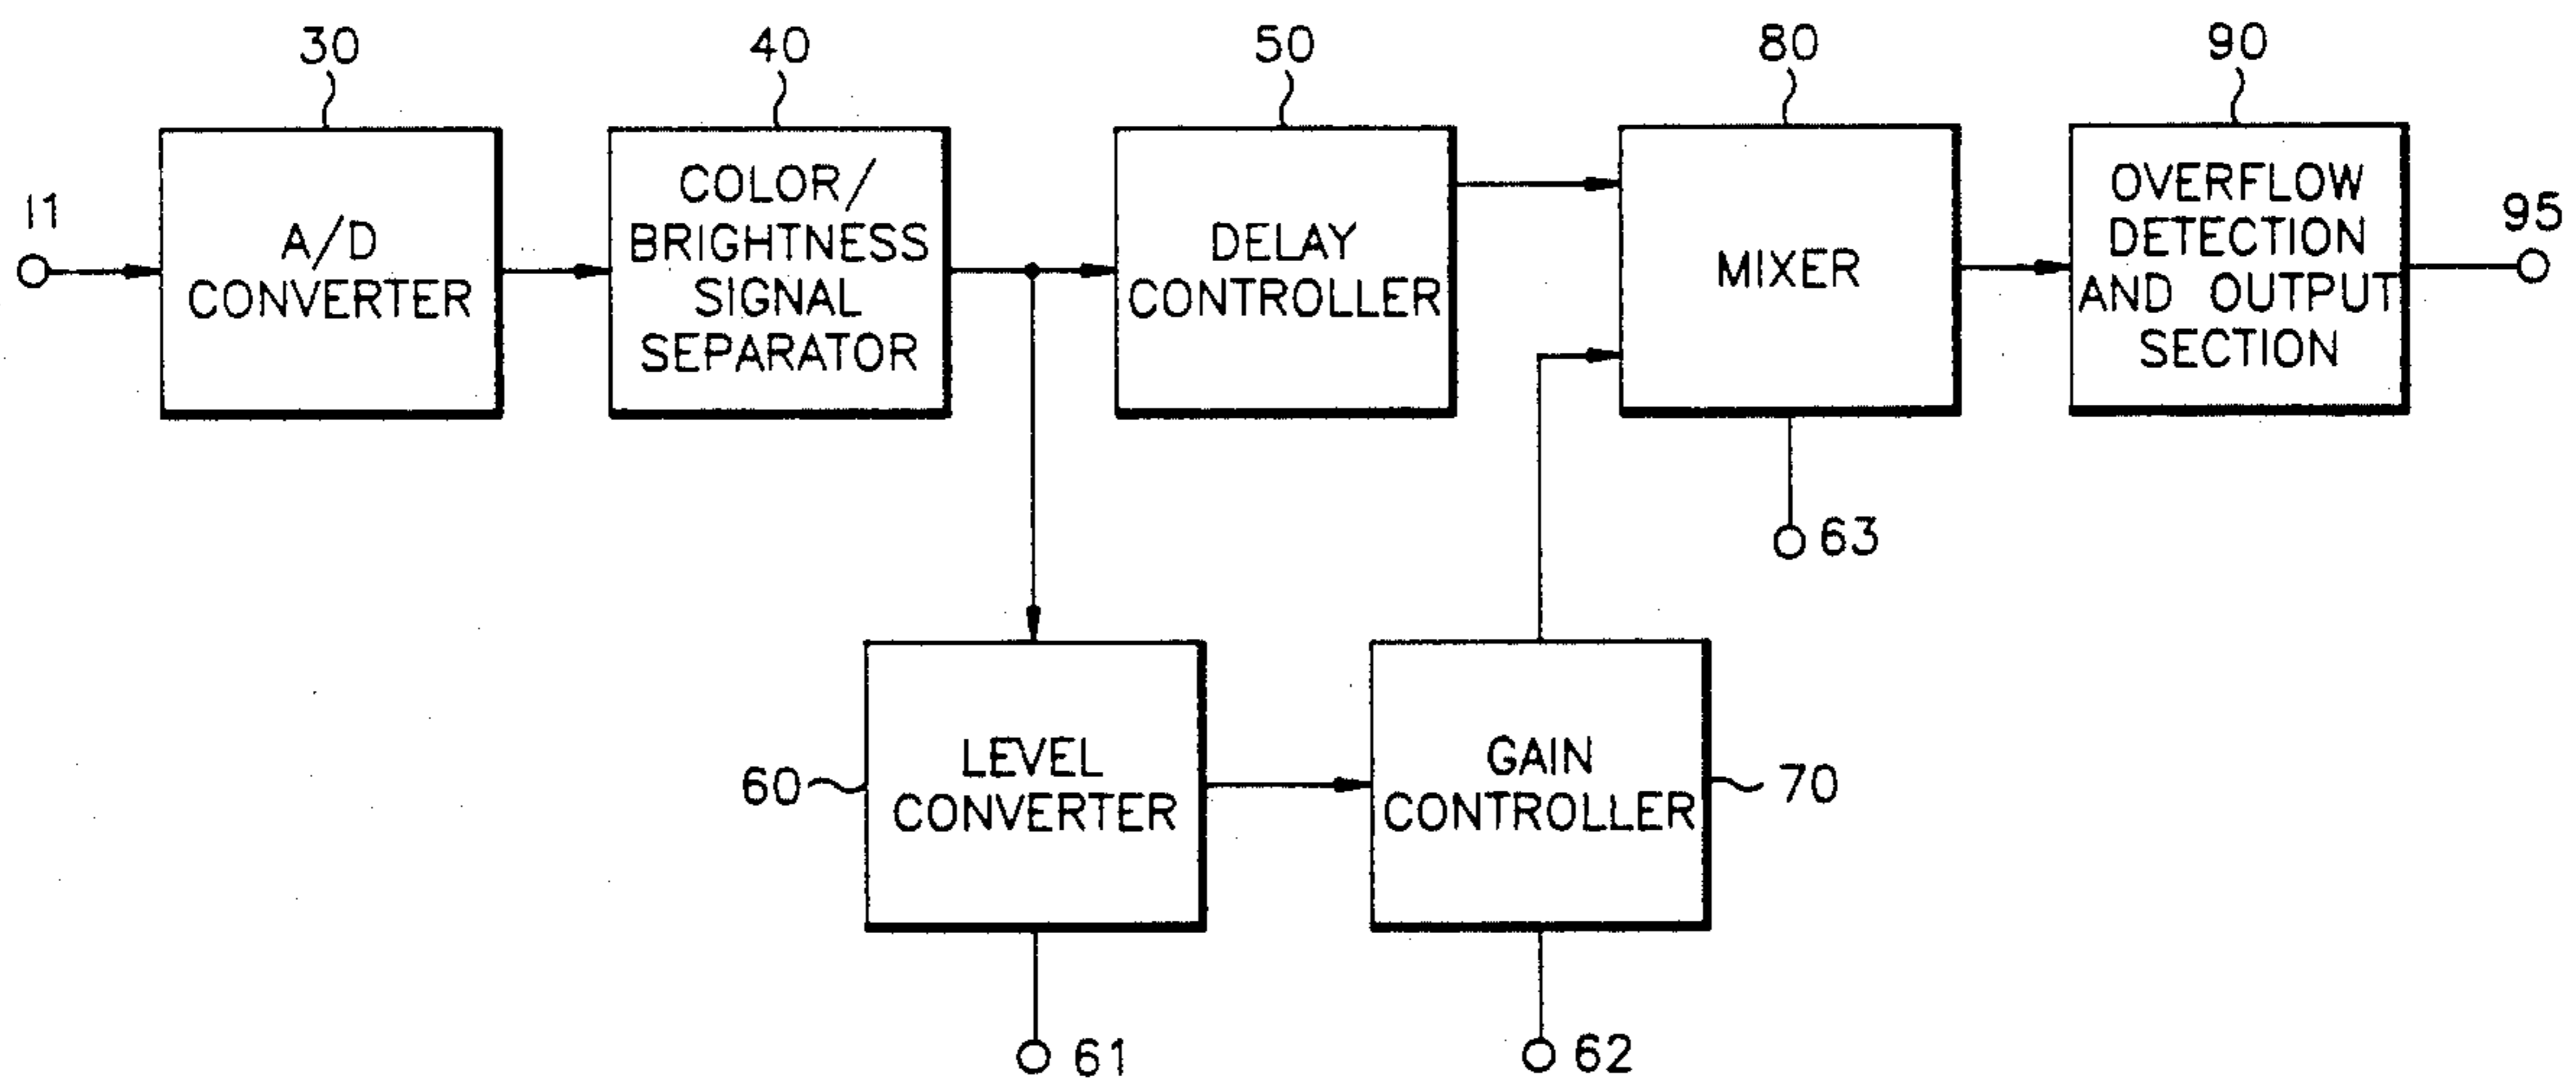 30
40
50
80
90
I1
A/D
CONVERTER
COLOR/
BRIGHTNESS
SIGNAL
SEPARATOR
DELAY
CONTROLLER
MIXER
OVERFLOW
DETECTION
AND OUTPUT
SECTION
95
63
60
LEVEL
CONVERTER
GAIN
CONTROLLER
70
61
62